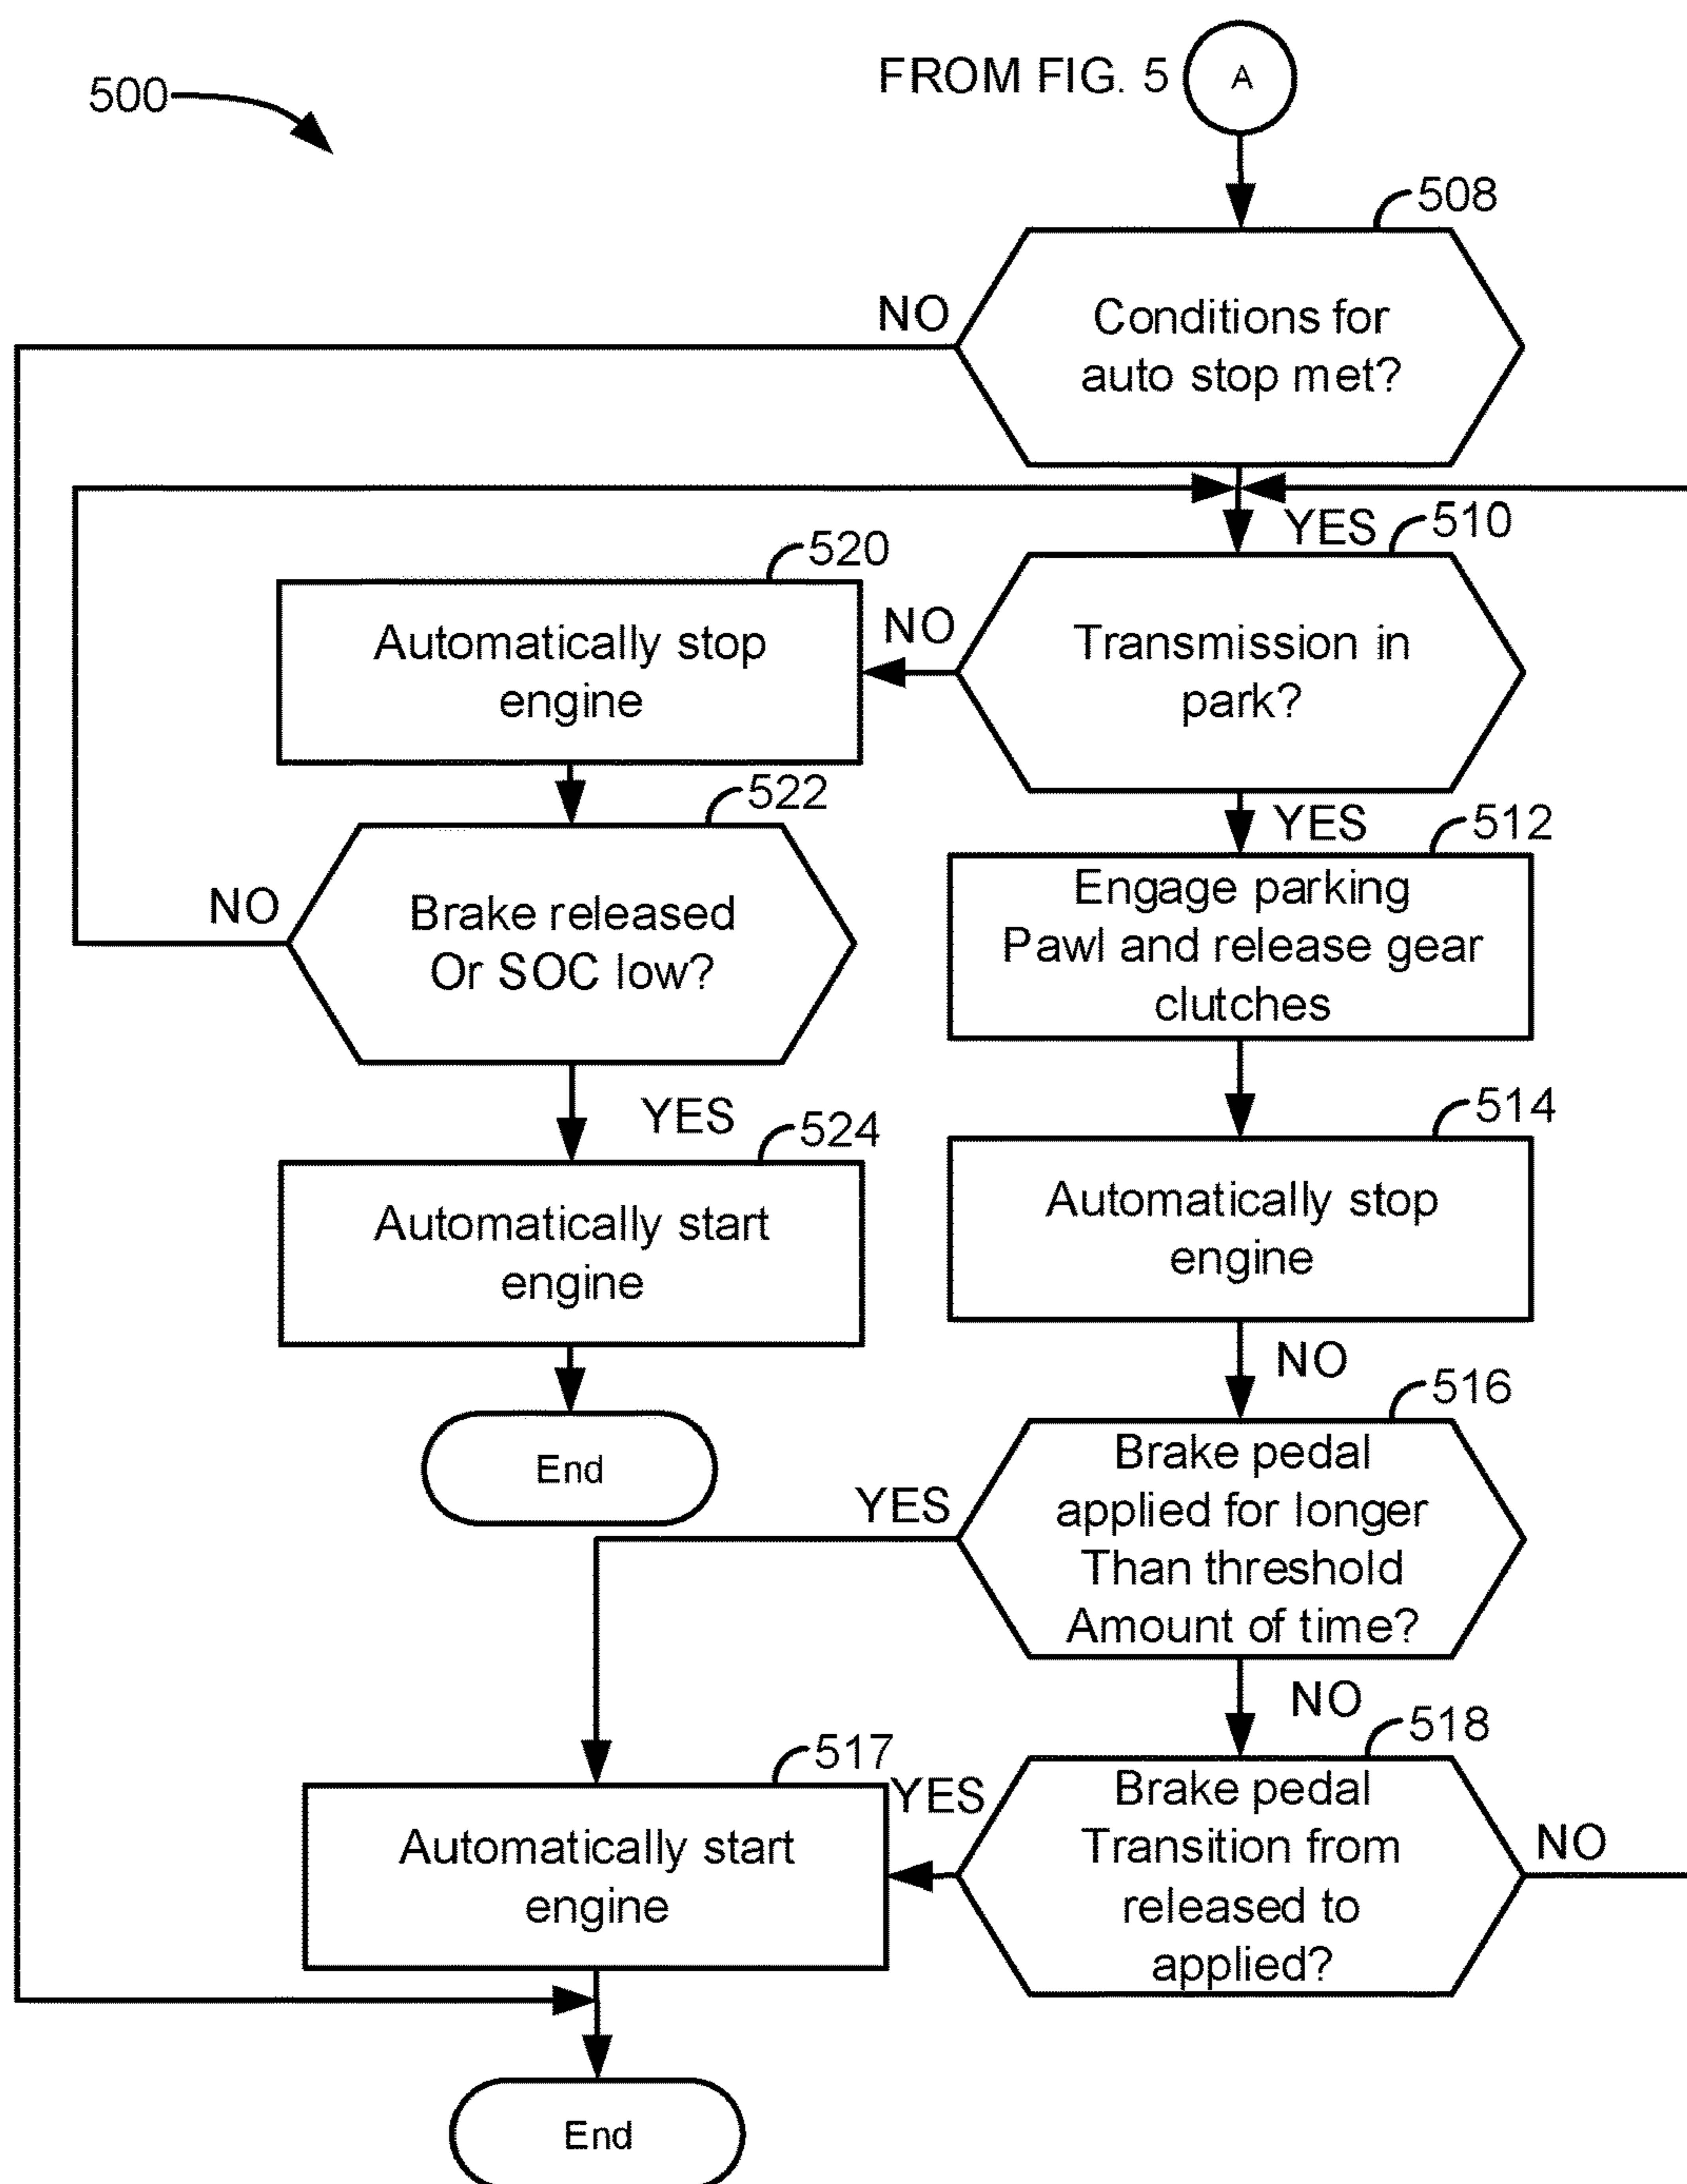 FROM FIG. 5
A
500
508
NO
Conditions for
auto stop met?
YES
510
520
Automatically stop
engine
NO
Transmission in
park?
522
YES
512
NO
Brake released
Or SOC low?
Engage parking
Pawl and release gear
clutches
YES
514
524
Automatically start
engine
Automatically stop
engine
NO
516
End
YES
Brake pedal
applied for longer
Than threshold
Amount of time?
NO
518
517
YES
Automatically start
engine
Brake pedal
Transition from
released to
applied?
NO
End